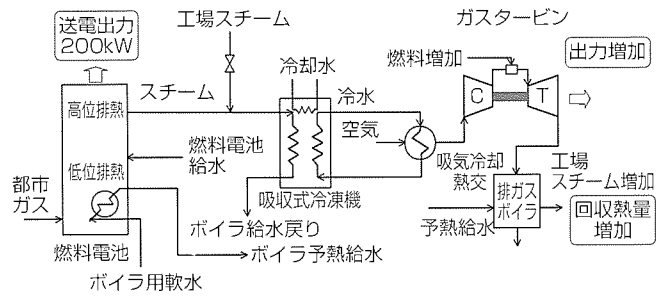 送電出力
200kW
工場スチーム
ガスタービン
燃料増加
出力増加
冷却水
スチーム
冷水
高位排熱
C
T
空気
低位排熱
燃料電池
給水
吸気冷却
熱交
工場
スチーム増加
都市
ガス
吸収式冷凍機
排ガス
ボイラ
回収熱量
増加
ボイラ給水戻り
予熱給水
燃料電池
ボイラ予熱給水
ボイラ用軟水